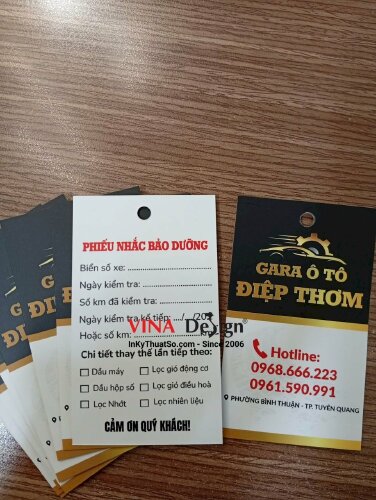 PHIẾU NHẮC BẢO DƯỠNG
Biển số xe:
Ngày kiểm tra:
Số km đã kiểm tra:
Ngày kiểm tra kế tiếp: .../.../20
Hoặc số km:
VINA Design®
InKyThuatSo.com - Since 2006
Chi tiết thay thế lần tiếp theo:
Dầu máy
Lọc gió động cơ
Dầu hộp số
Lọc gió điều hoà
Lọc Nhớt
Lọc nhiên liệu
CẢM ƠN QUÝ KHÁCH!
GARA Ô TÔ
ĐIỆP THƠM
Hotline:
0968.666.223
0961.590.991
PHƯỜNG BÌNH THUẬN - TP. TUYÊN QUANG